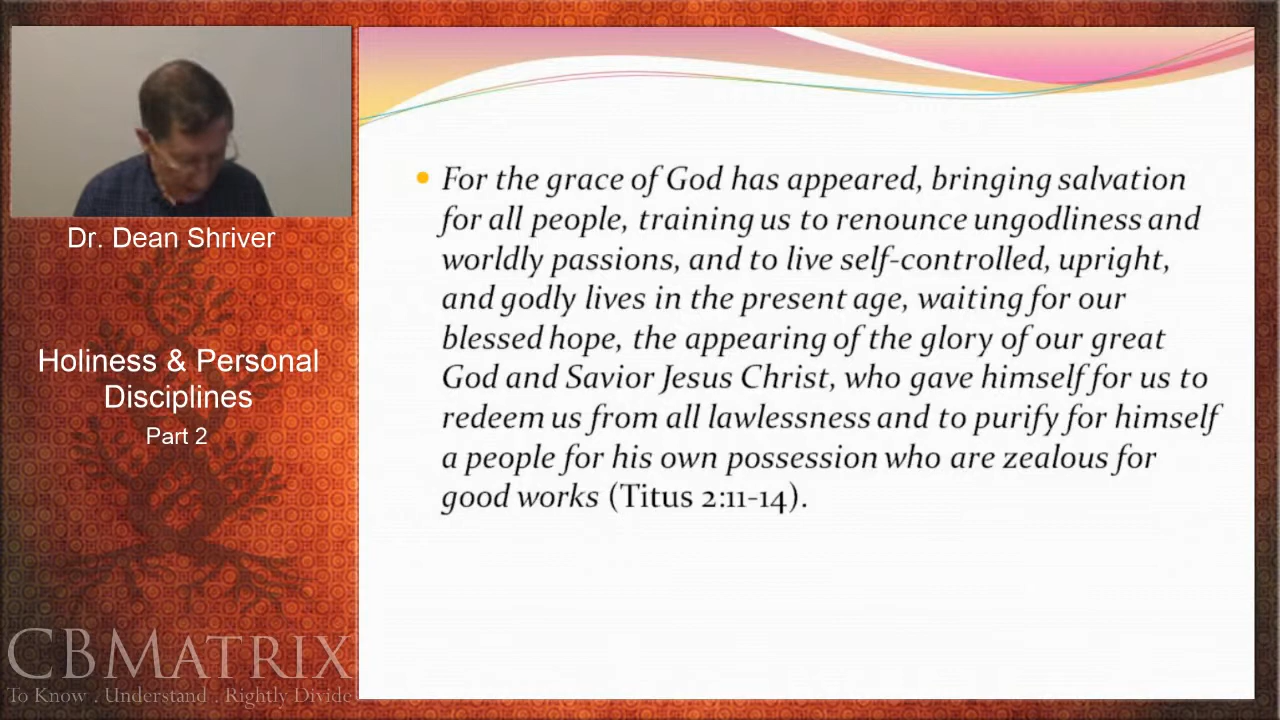 Dr. Dean Shriver
Holiness & Personal
Disciplines
Part 2
CBMATRIX
To Know . Understand . Rightly Divide
• For the grace of God has appeared, bringing salvation
for all people, training us to renounce ungodliness and
worldly passions, and to live self-controlled, upright,
and godly lives in the present age, waiting for our
blessed hope, the appearing of the glory of our great
God and Savior Jesus Christ, who gave himself for us to
redeem us from all lawlessness and to purify for himself
a people for his own possession who are zealous for
good works (Titus 2:11-14).